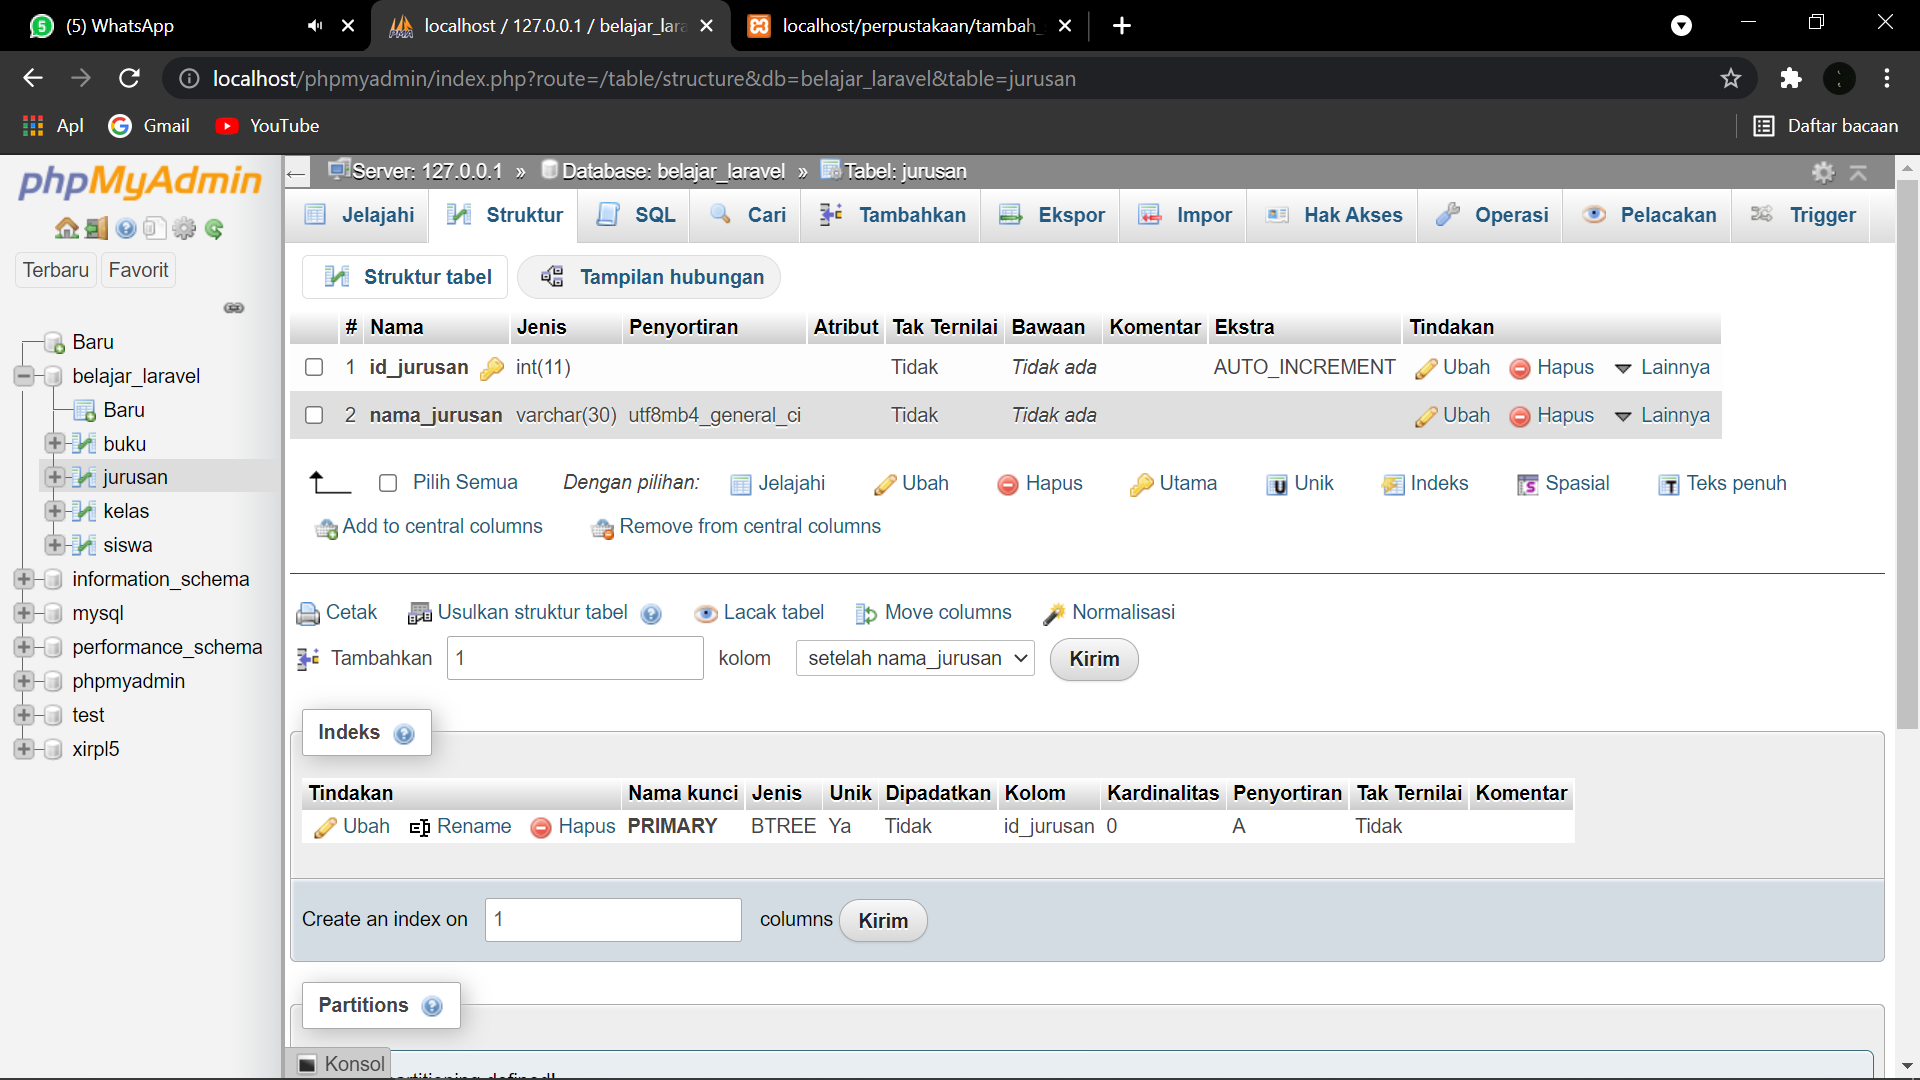 (5) WhatsApp
localhost / 127.0.0.1 / belajar_lara
localhost/perpustakaan/tambah_
localhost/phpmyadmin/index.php?route=/table/structure&db=belajar_laravel&table=jurusan
Apl Gmail YouTube Daftar bacaan
phpMyAdmin
Terbaru Favorit
Baru
belajar_laravel
Baru
buku
jurusan
kelas
siswa
information_schema
mysql
performance_schema
phpmyadmin
test
xirpl5
Server: 127.0.0.1 » Database: belajar_laravel » Tabel: jurusan
Jelajahi Struktur SQL Cari Tambahkan Ekspor Impor Hak Akses Operasi Pelacakan Trigger
Struktur tabel Tampilan hubungan
# Nama Jenis Penyortiran Atribut Tak Ternilai Bawaan Komentar Ekstra Tindakan
1 id_jurusan int(11) Tidak Tidak ada AUTO_INCREMENT Ubah Hapus Lainnya
2 nama_jurusan varchar(30) utf8mb4_general_ci Tidak Tidak ada Ubah Hapus Lainnya
Pilih Semua Dengan pilihan: Jelajahi Ubah Hapus Utama Unik Indeks Spasial Teks penuh
Add to central columns Remove from central columns
Cetak Usulkan struktur tabel Lacak tabel Move columns Normalisasi
Tambahkan 1 kolom setelah nama_jurusan Kirim
Indeks
Tindakan Nama kunci Jenis Unik Dipadatkan Kolom Kardinalitas Penyortiran Tak Ternilai Komentar
Ubah Rename Hapus PRIMARY BTREE Ya Tidak id_jurusan 0 A Tidak
Create an index on 1 columns Kirim
Partitions
Konsol